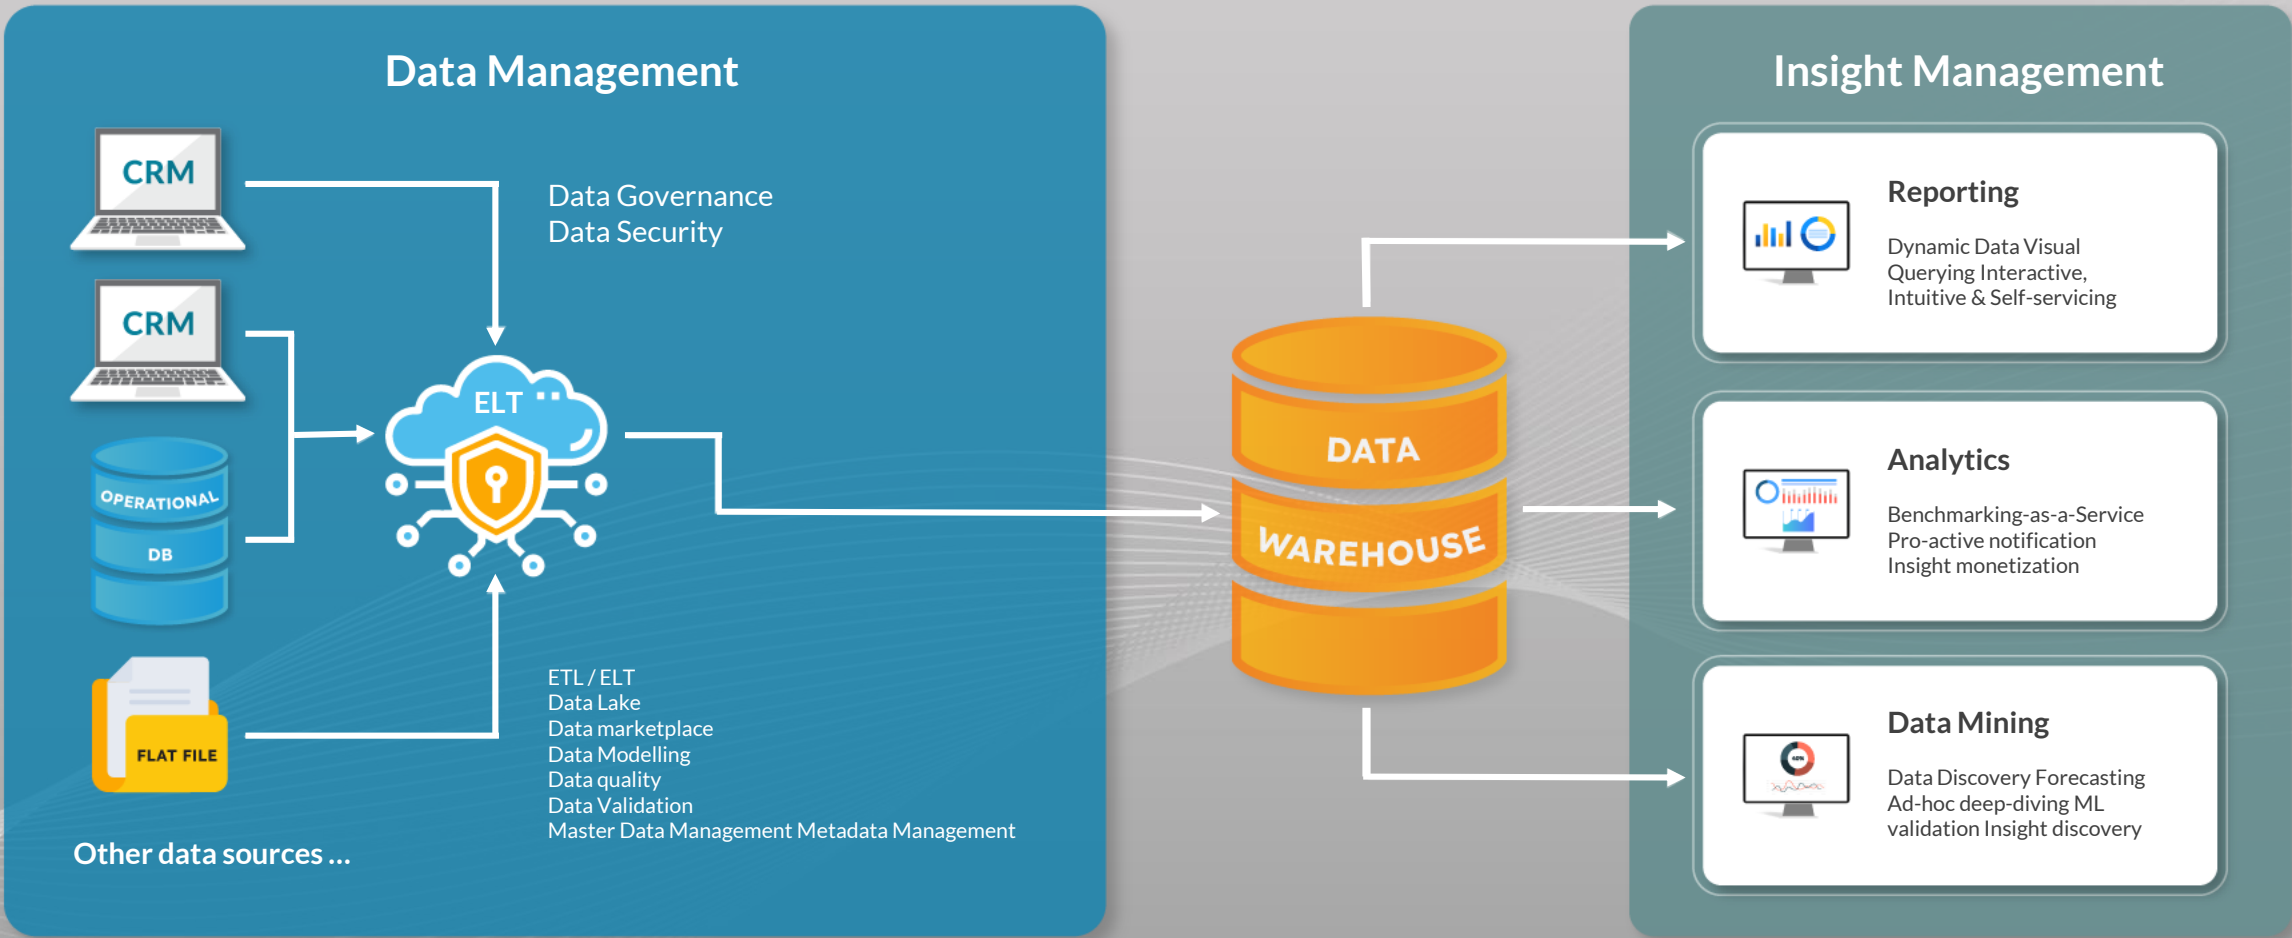 Data Management
CRM
Data Governance
Data Security
CRM
ELT
OPERATIONAL
DB
FLAT FILE
ETL / ELT
Data Lake
Data marketplace
Data Modelling
Data quality
Data Validation
Master Data Management Metadata Management
Other data sources ...
DATA
WAREHOUSE
Insight Management
Reporting
Dynamic Data Visual
Querying Interactive,
Intuitive & Self-servicing
Analytics
Benchmarking-as-a-Service
Pro-active notification
Insight monetization
Data Mining
Data Discovery Forecasting
Ad-hoc deep-diving ML
validation Insight discovery